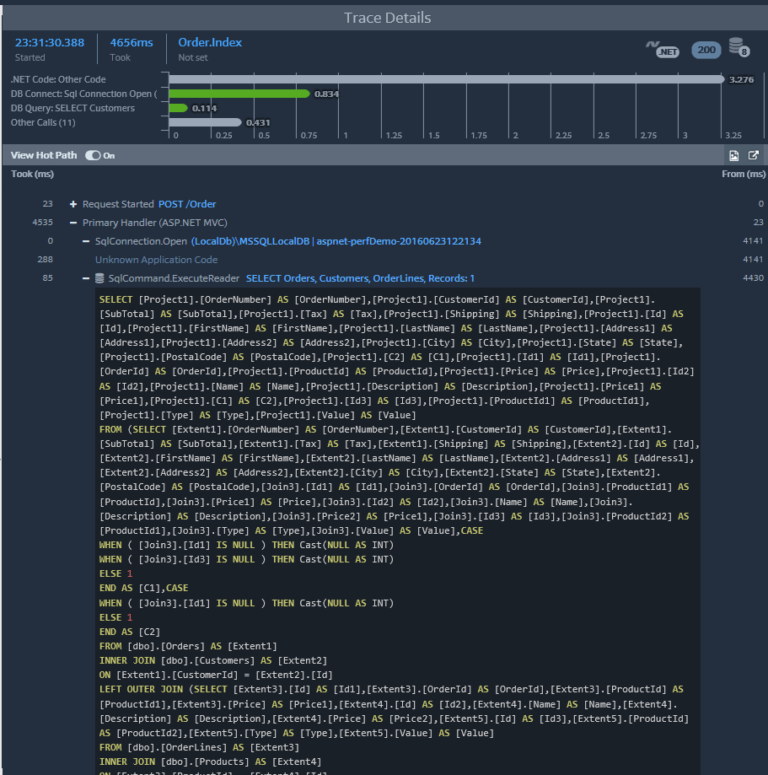 Trace Details
23:31:30.388 4656ms Order.Index
Started Took Not set
.NET 200 8
.NET Code: Other Code 3.276
DB Connect: Sql Connection Open ( 0.834
DB Query: SELECT Customers 0.114
Other Calls (11) 0.431
0 0.25 0.5 0.75 1 1.25 1.5 1.75 2 2.25 2.5 2.75 3 3.25
View Hot Path On
Took (ms) From (ms)
23 + Request Started POST /Order 0
4535 − Primary Handler (ASP.NET MVC) 23
0 − SqlConnection.Open (LocalDb)\MSSQLLocalDB | aspnet-perfDemo-20160623122134 4141
288 Unknown Application Code 4141
85 − SqlCommand.ExecuteReader SELECT Orders, Customers, OrderLines, Records: 1 4430
SELECT [Project1].[OrderNumber] AS [OrderNumber],[Project1].[CustomerId] AS [CustomerId],[Project1].
[SubTotal] AS [SubTotal],[Project1].[Tax] AS [Tax],[Project1].[Shipping] AS [Shipping],[Project1].[Id] AS
[Id],[Project1].[FirstName] AS [FirstName],[Project1].[LastName] AS [LastName],[Project1].[Address1] AS
[Address1],[Project1].[Address2] AS [Address2],[Project1].[City] AS [City],[Project1].[State] AS [State],
[Project1].[PostalCode] AS [PostalCode],[Project1].[C2] AS [C1],[Project1].[Id1] AS [Id1],[Project1].
[OrderId] AS [OrderId],[Project1].[ProductId] AS [ProductId],[Project1].[Price] AS [Price],[Project1].[Id2]
AS [Id2],[Project1].[Name] AS [Name],[Project1].[Description] AS [Description],[Project1].[Price1] AS
[Price1],[Project1].[C1] AS [C2],[Project1].[Id3] AS [Id3],[Project1].[ProductId1] AS [ProductId1],
[Project1].[Type] AS [Type],[Project1].[Value] AS [Value]
FROM (SELECT [Extent1].[OrderNumber] AS [OrderNumber],[Extent1].[CustomerId] AS [CustomerId],[Extent1].
[SubTotal] AS [SubTotal],[Extent1].[Tax] AS [Tax],[Extent1].[Shipping] AS [Shipping],[Extent2].[Id] AS [Id],
[Extent2].[FirstName] AS [FirstName],[Extent2].[LastName] AS [LastName],[Extent2].[Address1] AS [Address1],
[Extent2].[Address2] AS [Address2],[Extent2].[City] AS [City],[Extent2].[State] AS [State],[Extent2].
[PostalCode] AS [PostalCode],[Join3].[Id1] AS [Id1],[Join3].[OrderId] AS [OrderId],[Join3].[ProductId1] AS
[ProductId],[Join3].[Price1] AS [Price],[Join3].[Id2] AS [Id2],[Join3].[Name] AS [Name],[Join3].
[Description] AS [Description],[Join3].[Price2] AS [Price1],[Join3].[Id3] AS [Id3],[Join3].[ProductId2] AS
[ProductId1],[Join3].[Type] AS [Type],[Join3].[Value] AS [Value],CASE
WHEN ( [Join3].[Id1] IS NULL ) THEN Cast(NULL AS INT)
WHEN ( [Join3].[Id3] IS NULL ) THEN Cast(NULL AS INT)
ELSE 1
END AS [C1],CASE
WHEN ( [Join3].[Id1] IS NULL ) THEN Cast(NULL AS INT)
ELSE 1
END AS [C2]
FROM [dbo].[Orders] AS [Extent1]
INNER JOIN [dbo].[Customers] AS [Extent2]
ON [Extent1].[CustomerId] = [Extent2].[Id]
LEFT OUTER JOIN (SELECT [Extent3].[Id] AS [Id1],[Extent3].[OrderId] AS [OrderId],[Extent3].[ProductId] AS
[ProductId1],[Extent3].[Price] AS [Price1],[Extent4].[Id] AS [Id2],[Extent4].[Name] AS [Name],[Extent4].
[Description] AS [Description],[Extent4].[Price] AS [Price2],[Extent5].[Id] AS [Id3],[Extent5].[ProductId]
AS [ProductId2],[Extent5].[Type] AS [Type],[Extent5].[Value] AS [Value]
FROM [dbo].[OrderLines] AS [Extent3]
INNER JOIN [dbo].[Products] AS [Extent4]
ON [Extent3].[ProductId] = [Extent4].[Id]